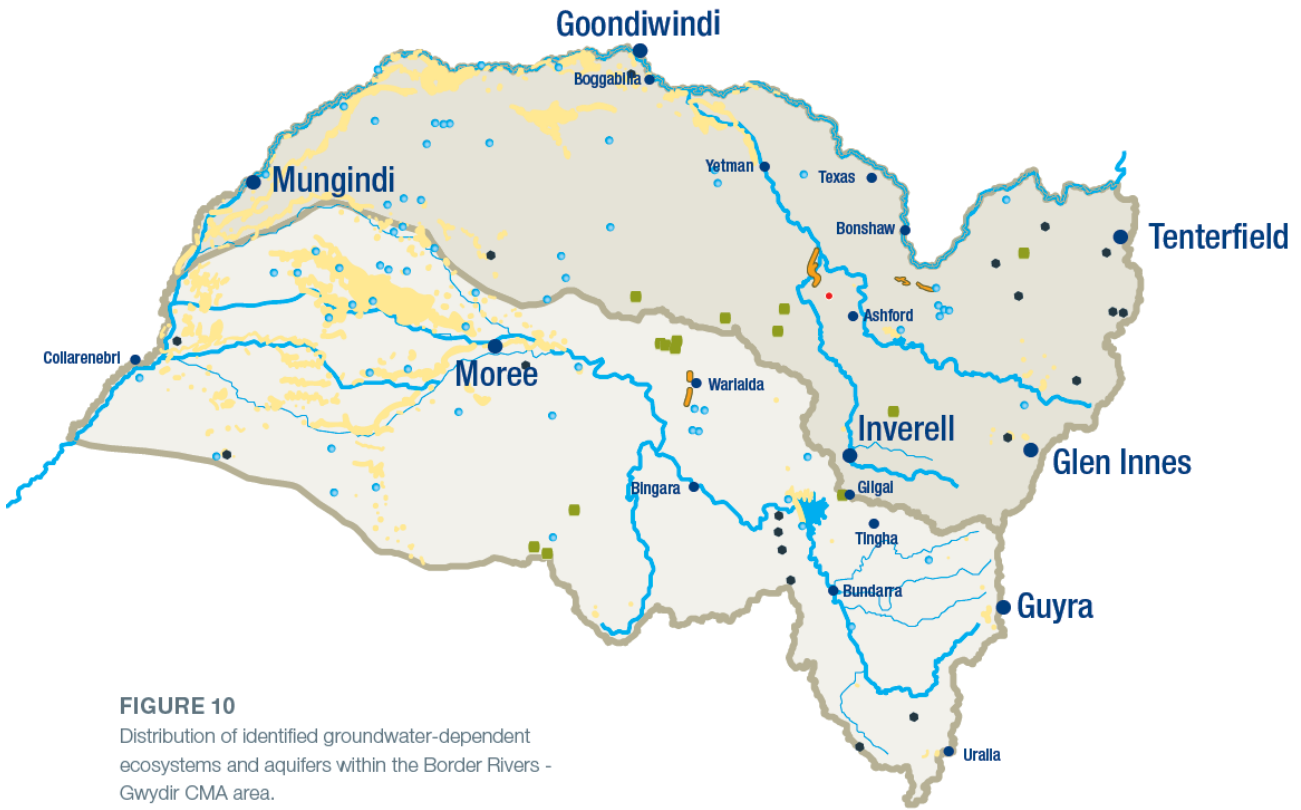 Goondiwindi
Boggabilla
Yetman
Texas
Mungindi
Bonshaw
Tenterfield
Ashford
Collarenebri
Moree
Warialda
Inverell
Glen Innes
Gilgai
Bingara
Tingha
Bundarra
Guyra
FIGURE 10
Distribution of identified groundwater-dependent
ecosystems and aquifers within the Border Rivers -
Gwydir CMA area.
Uralla